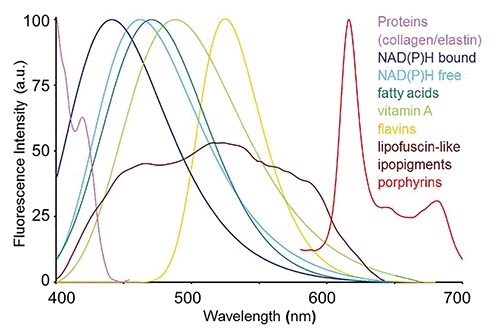 Proteins
(collagen/elastin)
NAD(P)H bound
NAD(P)H free
fatty acids
vitamin A
flavins
lipofuscin-like
ipopigments
porphyrins
Fluorescence Intensity (a.u.)
100
75
50
25
0
400
500
600
700
Wavelength (nm)